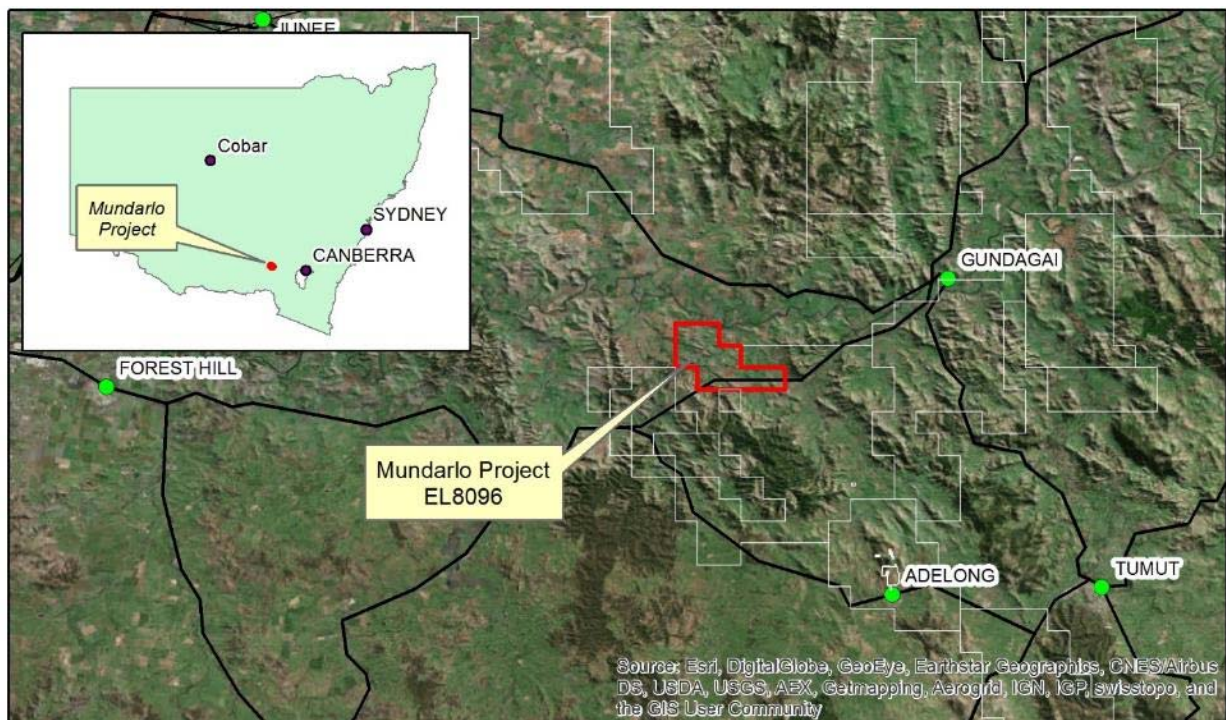 JUNEE
Cobar
Mundarlo
Project
SYDNEY
CANBERRA
GUNDAGAI
FOREST HILL
Mundarlo Project
EL8096
ADELONG
TUMUT
Source: Esri, DigitalGlobe, GeoEye, Earthstar Geographics, CNES/Airbus
DS, USDA, USGS, AEX, Getmapping, Aerogrid, IGN, IGP, swisstopo, and
the GIS User Community